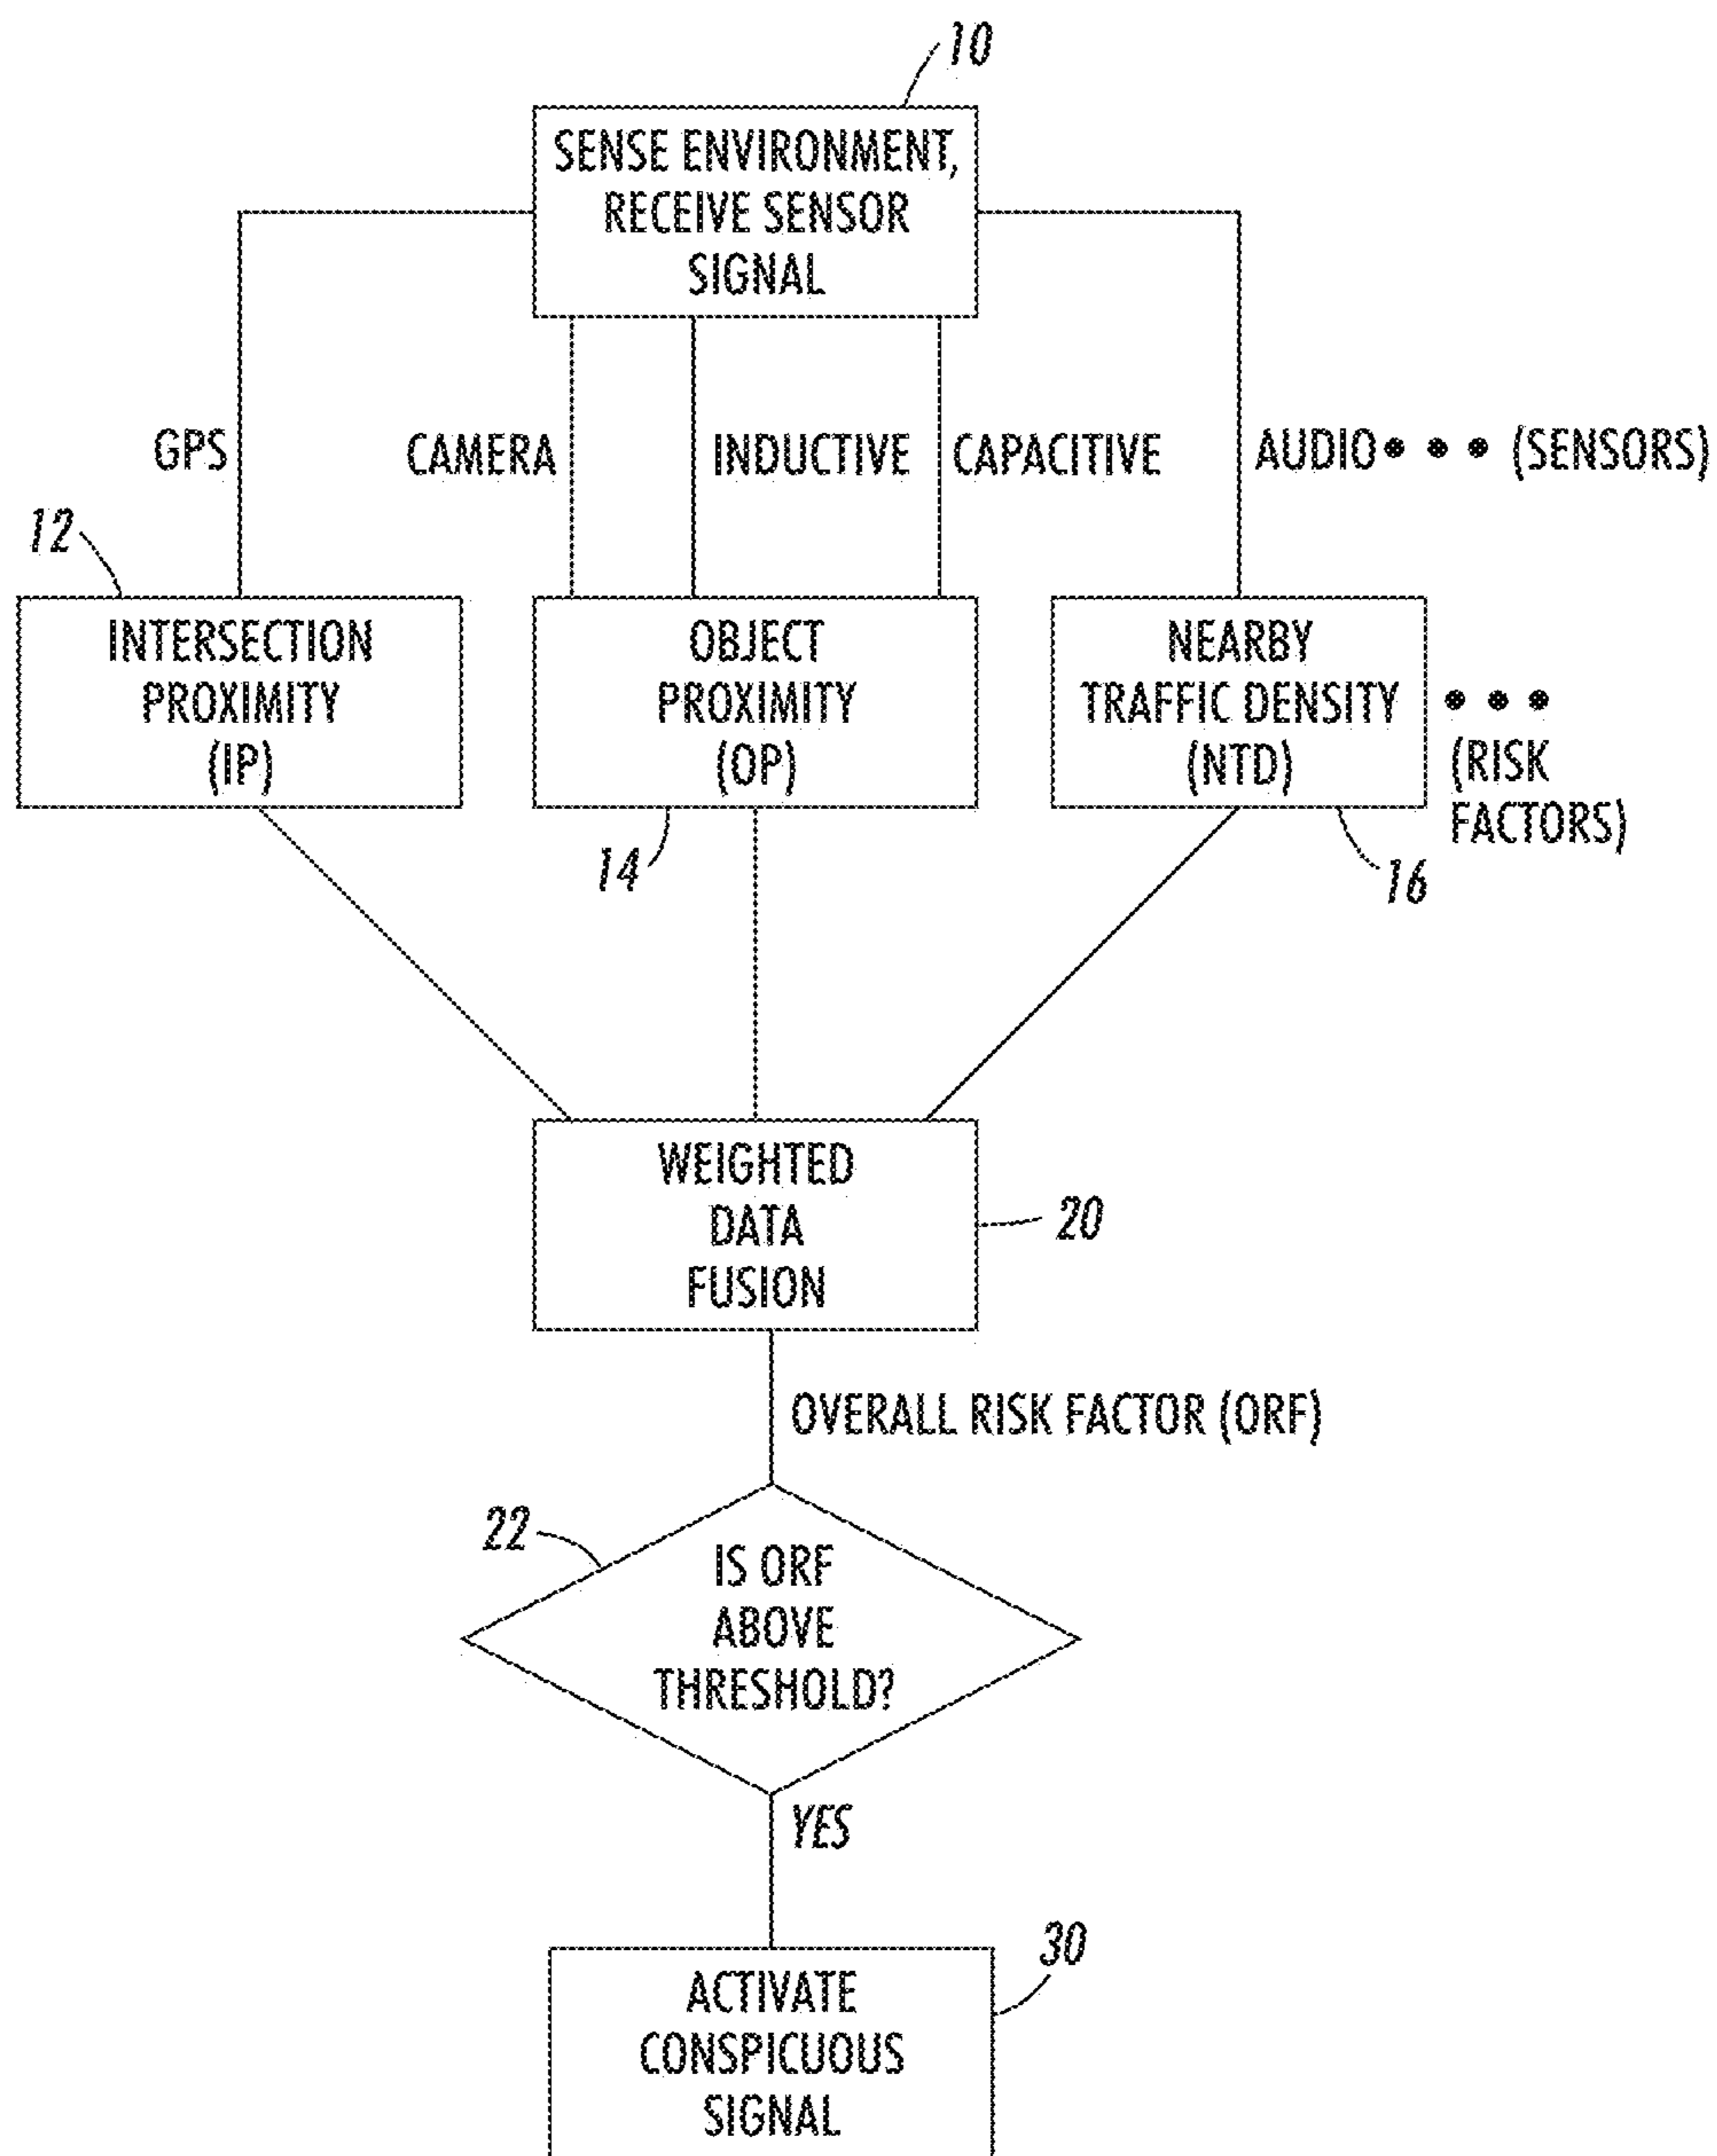 10
SENSE ENVIRONMENT,
RECEIVE SENSOR
SIGNAL
GPS
CAMERA
INDUCTIVE
CAPACITIVE
AUDIO ● ● ● (SENSORS)
12
INTERSECTION
PROXIMITY
(IP)
OBJECT
PROXIMITY
(OP)
14
NEARBY
TRAFFIC DENSITY
(NTD)
16
● ● ●
(RISK
FACTORS)
WEIGHTED
DATA
FUSION
20
OVERALL RISK FACTOR (ORF)
22
IS ORF
ABOVE
THRESHOLD?
YES
30
ACTIVATE
CONSPICUOUS
SIGNAL